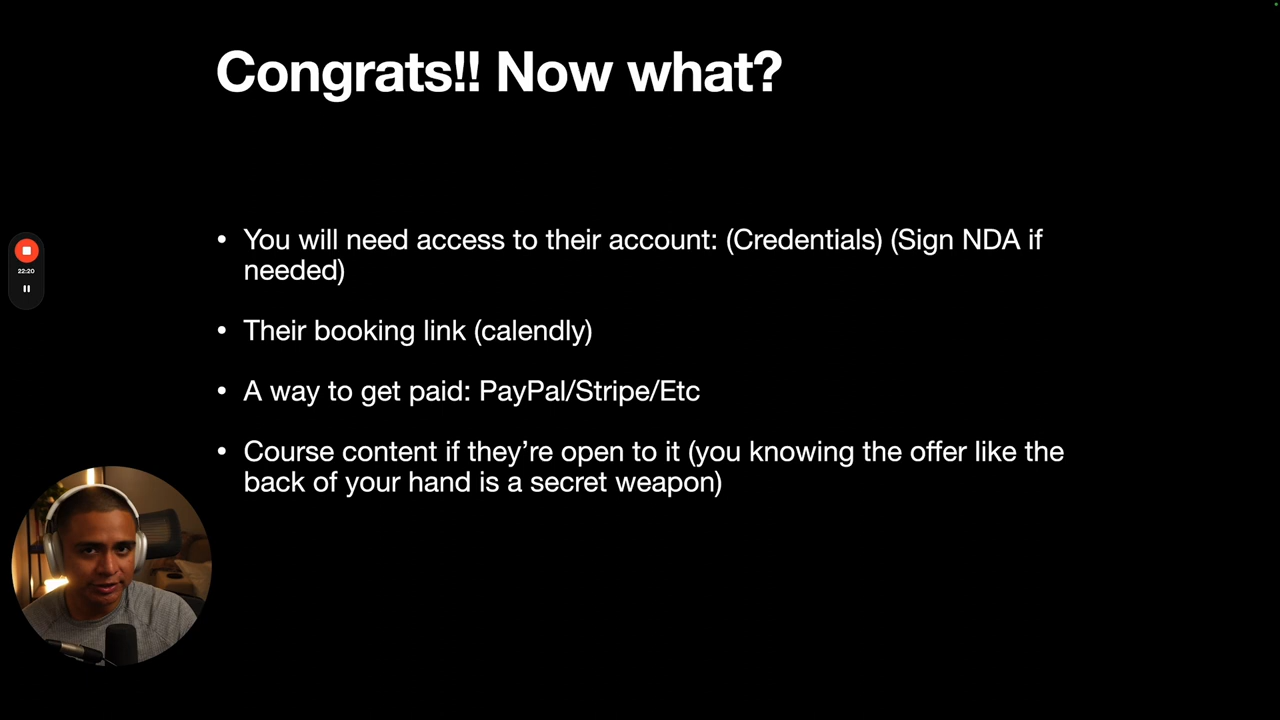 Congrats!! Now what?
• You will need access to their account: (Credentials) (Sign NDA if
needed)
22:20
• Their booking link (calendly)
• A way to get paid: PayPal/Stripe/Etc
• Course content if they’re open to it (you knowing the offer like the
back of your hand is a secret weapon)